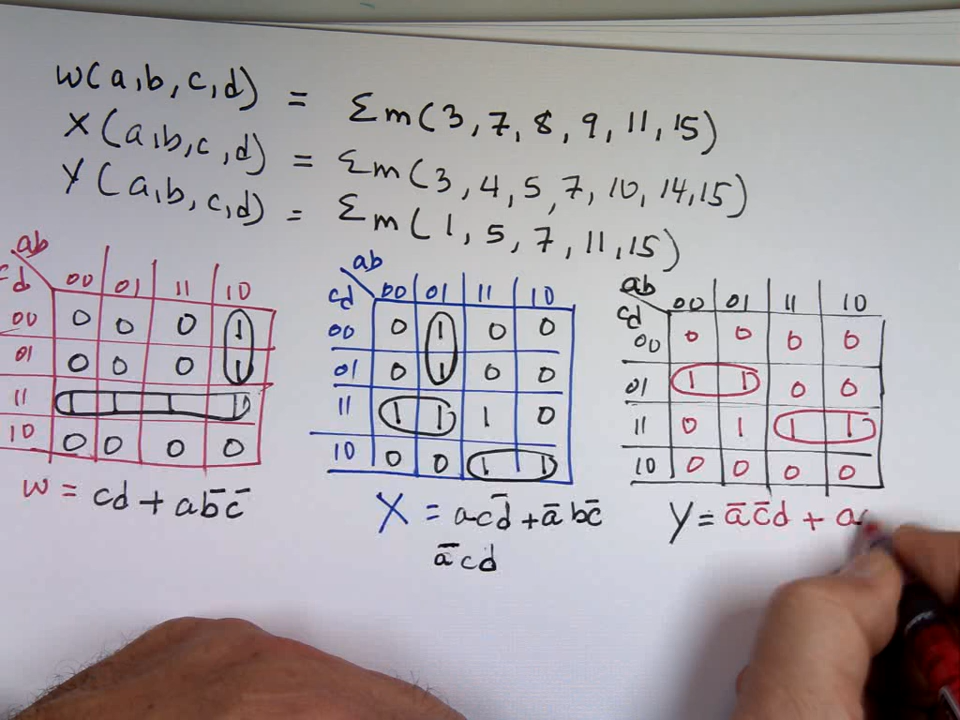 w(a,b,c,d) = Σm(3,7,8,9,11,15)
X(a,b,c,d) = Σm(3,4,5,7,10,14,15)
Y(a,b,c,d) = Σm(1,5,7,11,15)
ab
cd 00 01 11 10
00 0 0 0 1
01 0 0 0 1
11 1 1 1 1
10 0 0 0 0
w = cd + ab̄c̄
ab
cd 00 01 11 10
00 0 1 0 0
01 0 1 0 0
11 1 1 1 0
10 0 0 1 1
X = acd̄ + ābc̄
ācd
ab
cd 00 01 11 10
00 0 0 0 0
01 1 1 0 0
11 0 1 1 1
10 0 0 0 0
Y = āc̄d + a